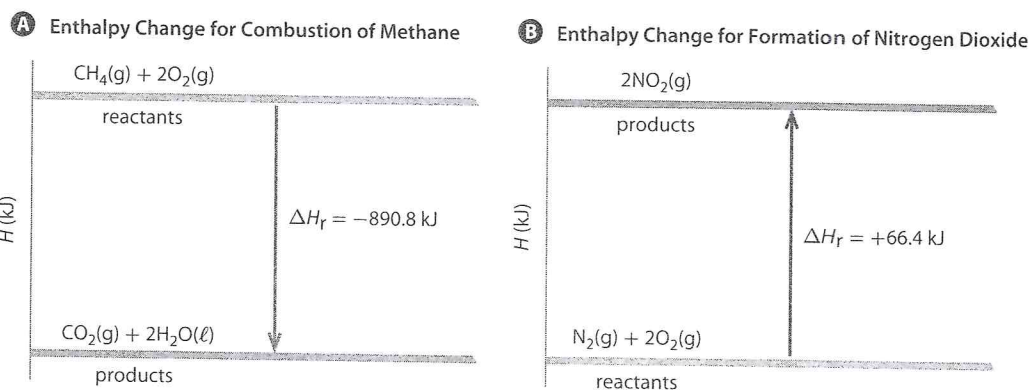 A Enthalpy Change for Combustion of Methane
CH₄(g) + 2O₂(g)
reactants
H (kJ)
ΔHᵣ = −890.8 kJ
CO₂(g) + 2H₂O(ℓ)
products
B Enthalpy Change for Formation of Nitrogen Dioxide
2NO₂(g)
products
H (kJ)
ΔHᵣ = +66.4 kJ
N₂(g) + 2O₂(g)
reactants